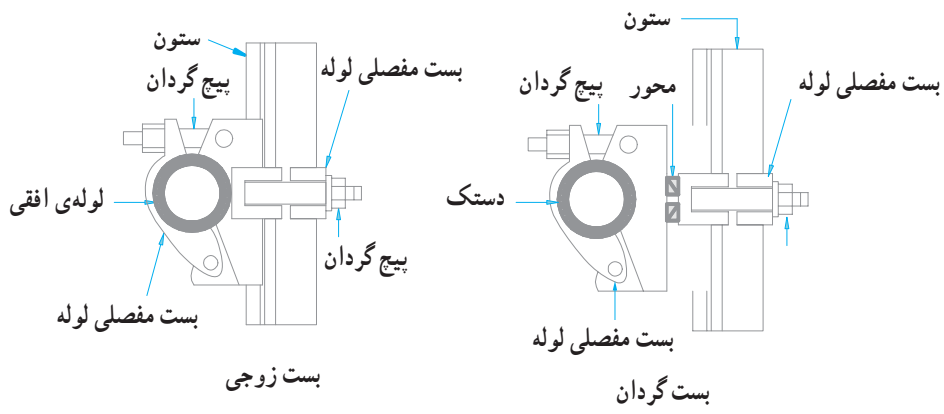 ستون
پیچ گردان
محور
بست مفصلی لوله
دستک
بست مفصلی لوله
بست گردان
ستون
پیچ گردان
بست مفصلی لوله
لوله‌ی افقی
پیچ گردان
بست مفصلی لوله
بست زوجی